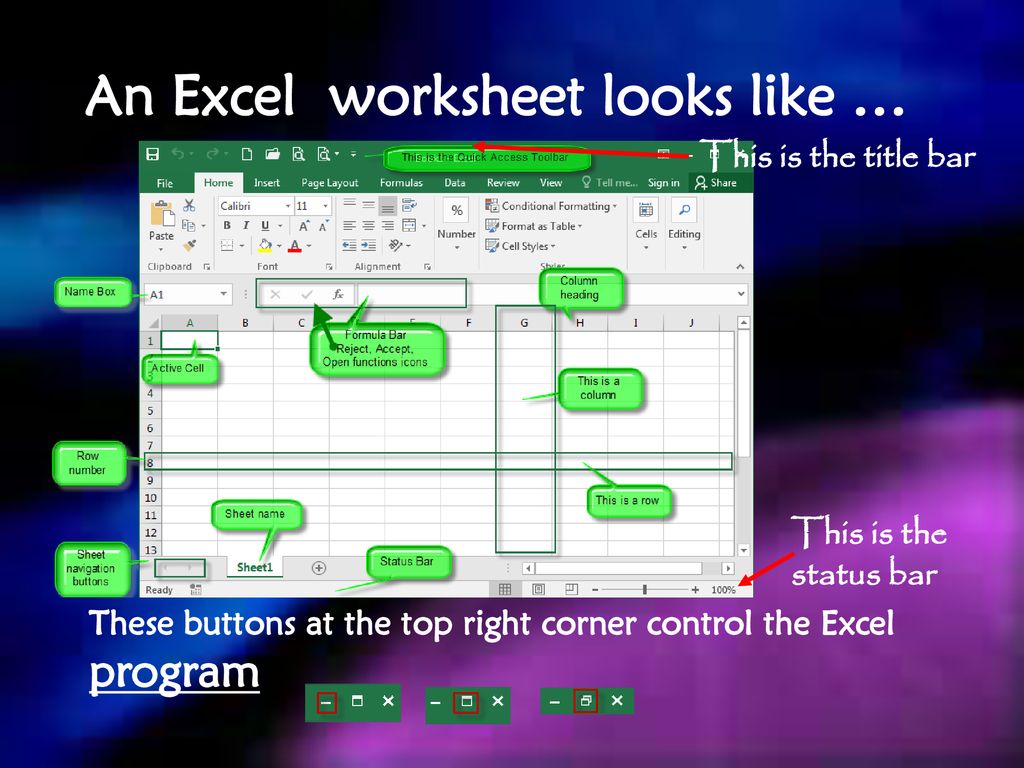 An Excel  worksheet looks like …
This is the title bar
This is the Quick Access Toolbar
File Home Insert Page Layout Formulas Data Review View Tell me... Sign in Share
Calibri 11
Conditional Formatting
%
Format as Table
B I U A A
Paste Number Cells Editing
A
Cell Styles
Clipboard Font Alignment Styles
Name Box
A1
fx
Column
heading
A B C F G H I J
Formula Bar
Reject, Accept,
Open functions icons
1
Active Cell
3
This is a
column
4
5
6
7
Row
number
8
9
10
This is a row
11
Sheet name
12
13
This is the
status bar
Sheet
navigation
buttons
Sheet1
Status Bar
Ready 100%
These buttons at the top right corner control the Excel
program